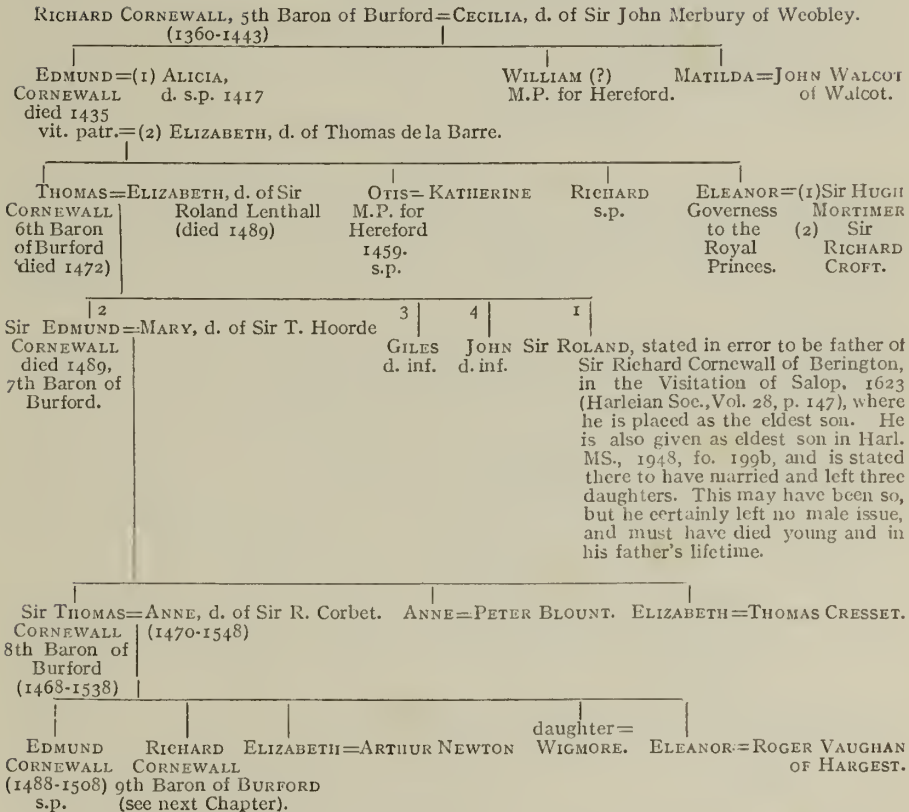 RICHARD CORNEWALL, 5th Baron of Burford=CECILIA, d. of Sir John Merbury of Weobley.
(1360-1443)
EDMUND=(1) ALICIA,
CORNEWALL d. s.p. 1417
died 1435
vit. patr.=(2) ELIZABETH, d. of Thomas de la Barre.
WILLIAM (?)
M.P. for Hereford.
MATILDA=JOHN WALCOT
of Walcot.
THOMAS=ELIZABETH, d. of Sir
CORNEWALL Roland Lenthall
6th Baron (died 1489)
of Burford
died 1472)
OTIS=KATHERINE
M.P. for
Hereford
1459.
s.p.
RICHARD
s.p.
ELEANOR=(1) Sir HUGH
Governess MORTIMER
to the (2) Sir
Royal RICHARD
Princes. CROFT.
2
Sir EDMUND=MARY, d. of Sir T. Hoorde
CORNEWALL
died 1489,
7th Baron of
Burford.
3
GILES
d. inf.
4
JOHN
d. inf.
1
Sir ROLAND, stated in error to be father of
Sir Richard Cornewall of Berington,
in the Visitation of Salop, 1623
(Harleian Soc., Vol. 28, p. 147), where
he is placed as the eldest son. He
is also given as eldest son in Harl.
MS., 1948, fo. 199b, and is stated
there to have married and left three
daughters. This may have been so,
but he certainly left no male issue,
and must have died young and in
his father's lifetime.
Sir THOMAS=ANNE, d. of Sir R. Corbet.
CORNEWALL (1470-1548)
8th Baron of
Burford
(1468-1538)
ANNE=PETER BLOUNT.
ELIZABETH=THOMAS CRESSET.
EDMUND
CORNEWALL
(1488-1508)
s.p.
RICHARD
CORNEWALL
9th Baron of BURFORD
(see next Chapter).
ELIZABETH=ARTHUR NEWTON
daughter=
WIGMORE.
ELEANOR=ROGER VAUGHAN
OF HARGEST.